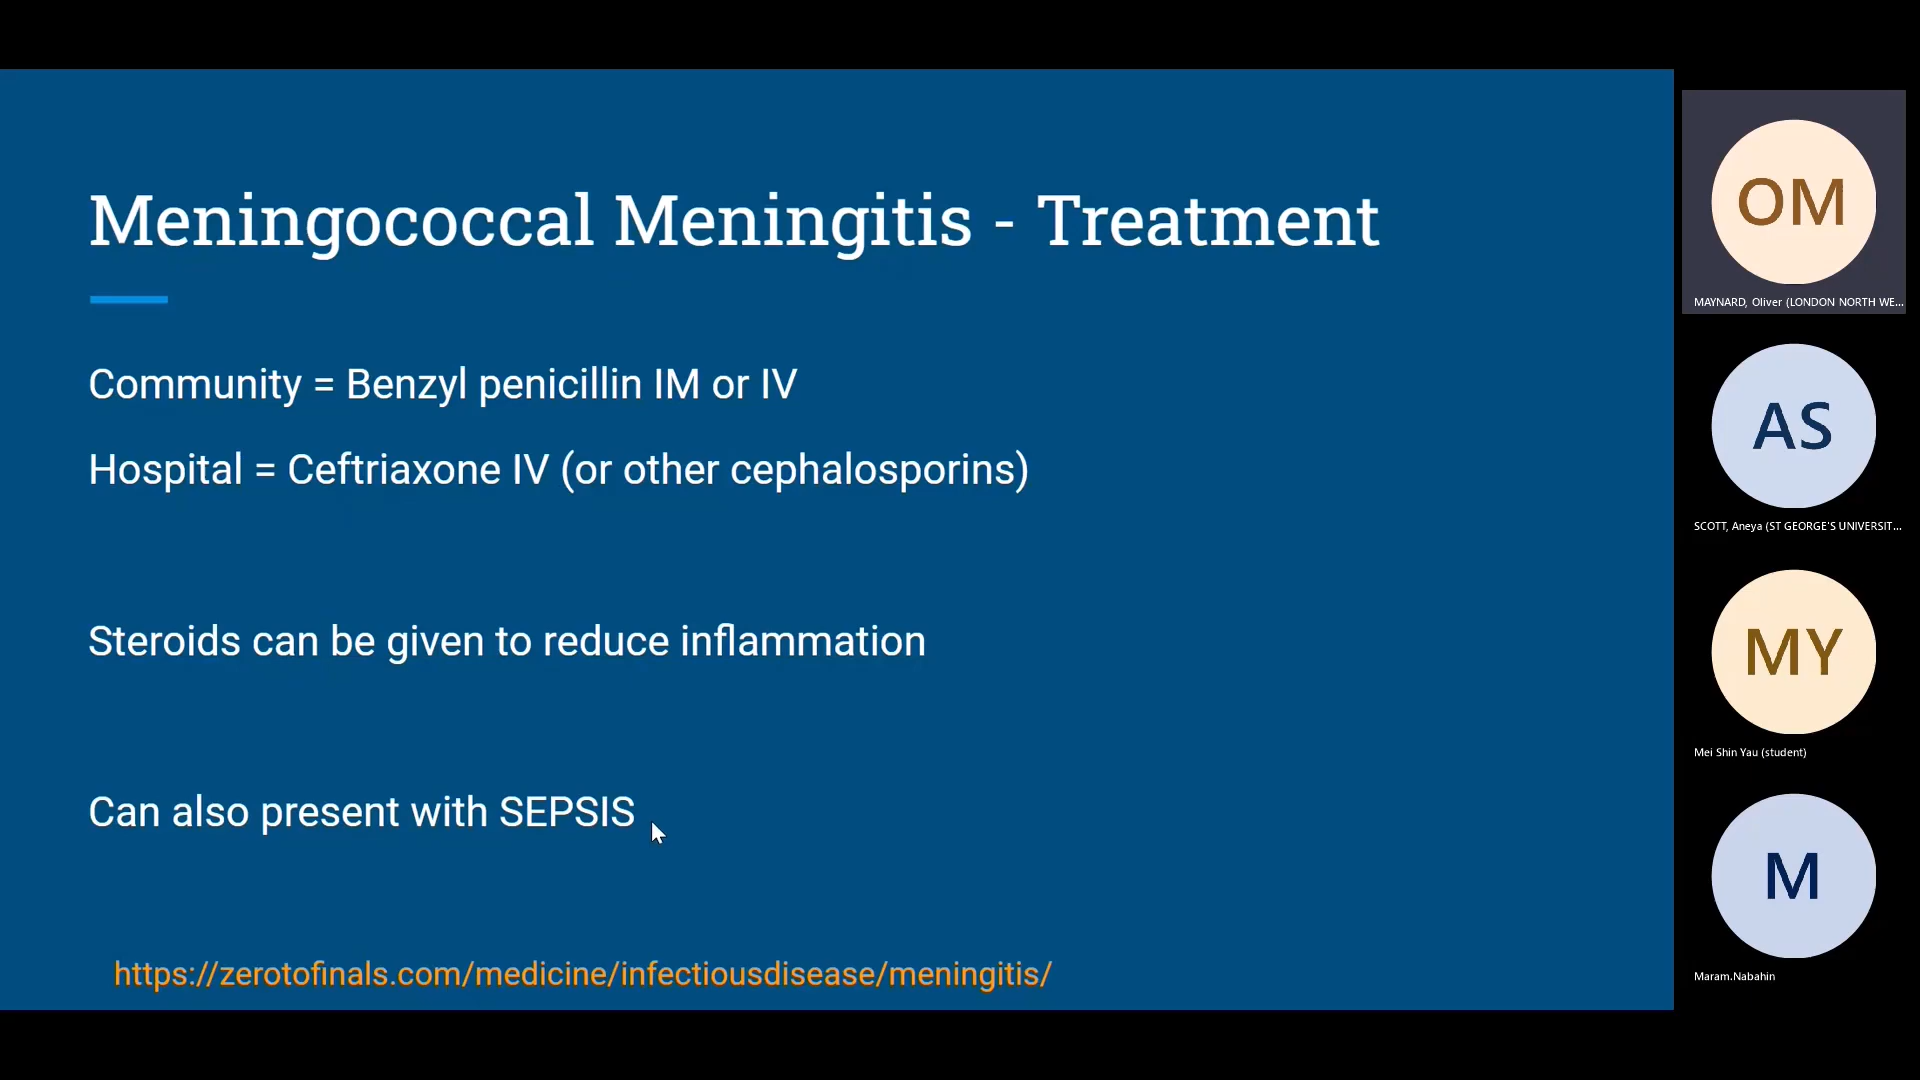 Meningococcal Meningitis - Treatment
Community = Benzyl penicillin IM or IV
Hospital = Ceftriaxone IV (or other cephalosporins)
Steroids can be given to reduce inflammation
Can also present with SEPSIS
https://zerotofinals.com/medicine/infectiousdisease/meningitis/
OM
MAYNARD, Oliver (LONDON NORTH WE...
AS
SCOTT, Aneya (ST GEORGE'S UNIVERSIT...
MY
Mei Shin Yau (student)
M
Maram.Nabahin